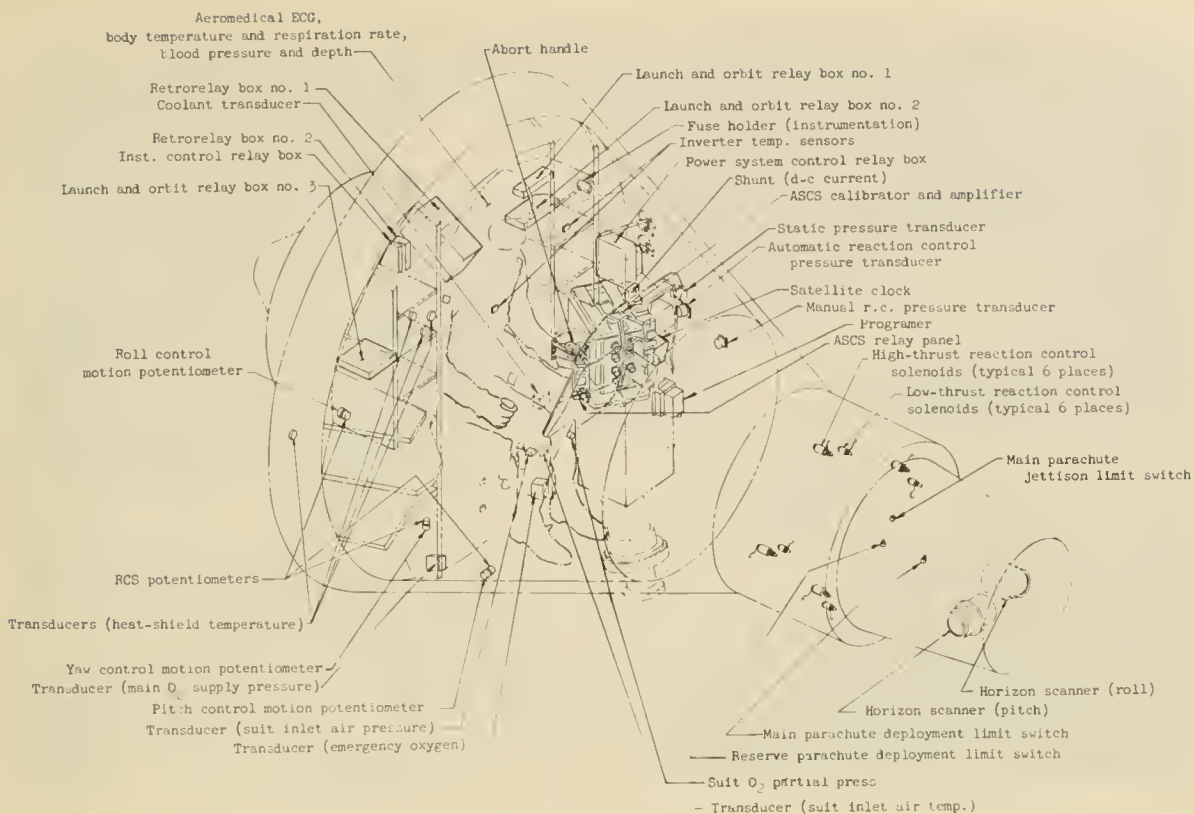 Aeromedical ECG,
body temperature and respiration rate,
blood pressure and depth
Abort handle
Launch and orbit relay box no. 1
Retrorelay box no. 1
Coolant transducer
Launch and orbit relay box no. 2
Fuse holder (instrumentation)
Retrorelay box no. 2
Inverter temp. sensors
Inst. control relay box
Power system control relay box
Shunt (d-c current)
Launch and orbit relay box no. 3
ASCS calibrator and amplifier
Static pressure transducer
Automatic reaction control
pressure transducer
Satellite clock
Manual r.c. pressure transducer
Programer
ASCS relay panel
Roll control
motion potentiometer
High-thrust reaction control
solenoids (typical 6 places)
Low-thrust reaction control
solenoids (typical 6 places)
Main parachute
jettison limit switch
RCS potentiometers
Transducers (heat-shield temperature)
Yaw control motion potentiometer
Transducer (main O2 supply pressure)
Pitch control motion potentiometer
Transducer (suit inlet air pressure)
Transducer (emergency oxygen)
Horizon scanner (roll)
Horizon scanner (pitch)
Main parachute deployment limit switch
Reserve parachute deployment limit switch
Suit O2 partial press
Transducer (suit inlet air temp.)